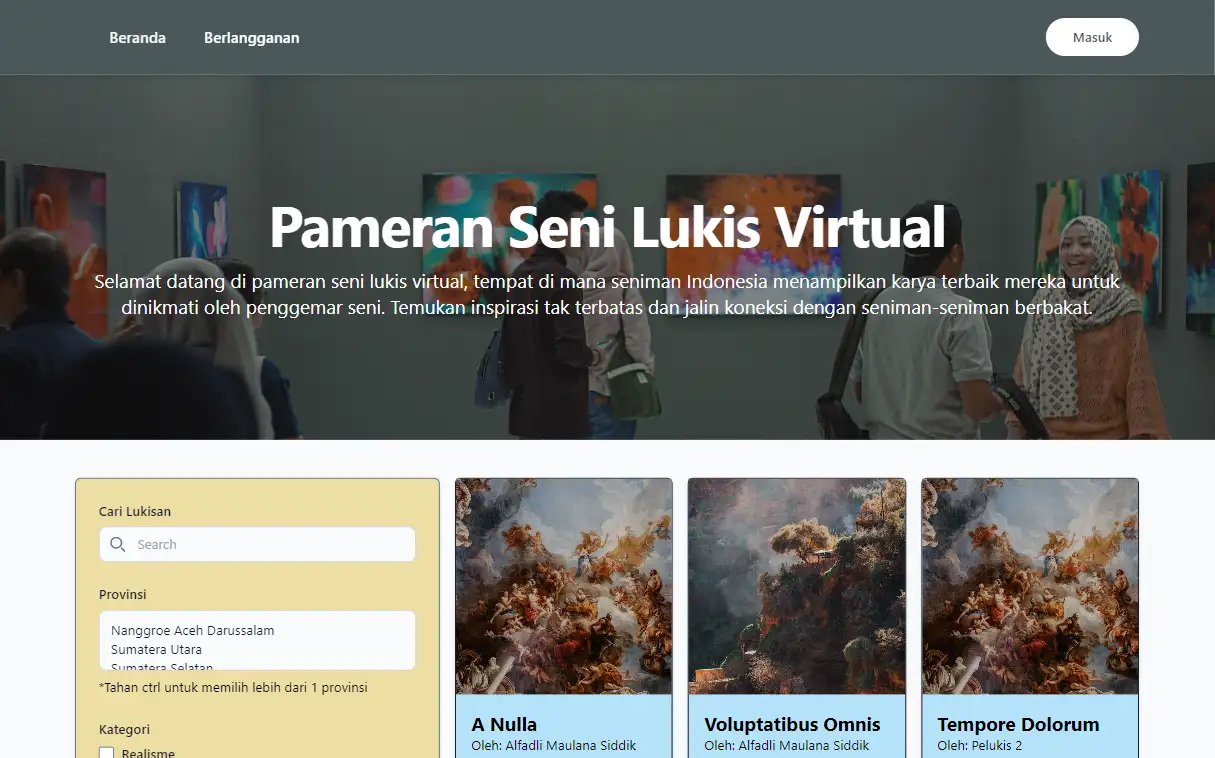 Beranda
Berlangganan
Masuk
Pameran Seni Lukis Virtual
Selamat datang di pameran seni lukis virtual, tempat di mana seniman Indonesia menampilkan karya terbaik mereka untuk
dinikmati oleh penggemar seni. Temukan inspirasi tak terbatas dan jalin koneksi dengan seniman-seniman berbakat.
Cari Lukisan
Search
Provinsi
Nanggroe Aceh Darussalam
Sumatera Utara
Sumatera Selatan
*Tahan ctrl untuk memilih lebih dari 1 provinsi
Kategori
Realisme
A Nulla
Oleh: Alfadli Maulana Siddik
Voluptatibus Omnis
Oleh: Alfadli Maulana Siddik
Tempore Dolorum
Oleh: Pelukis 2